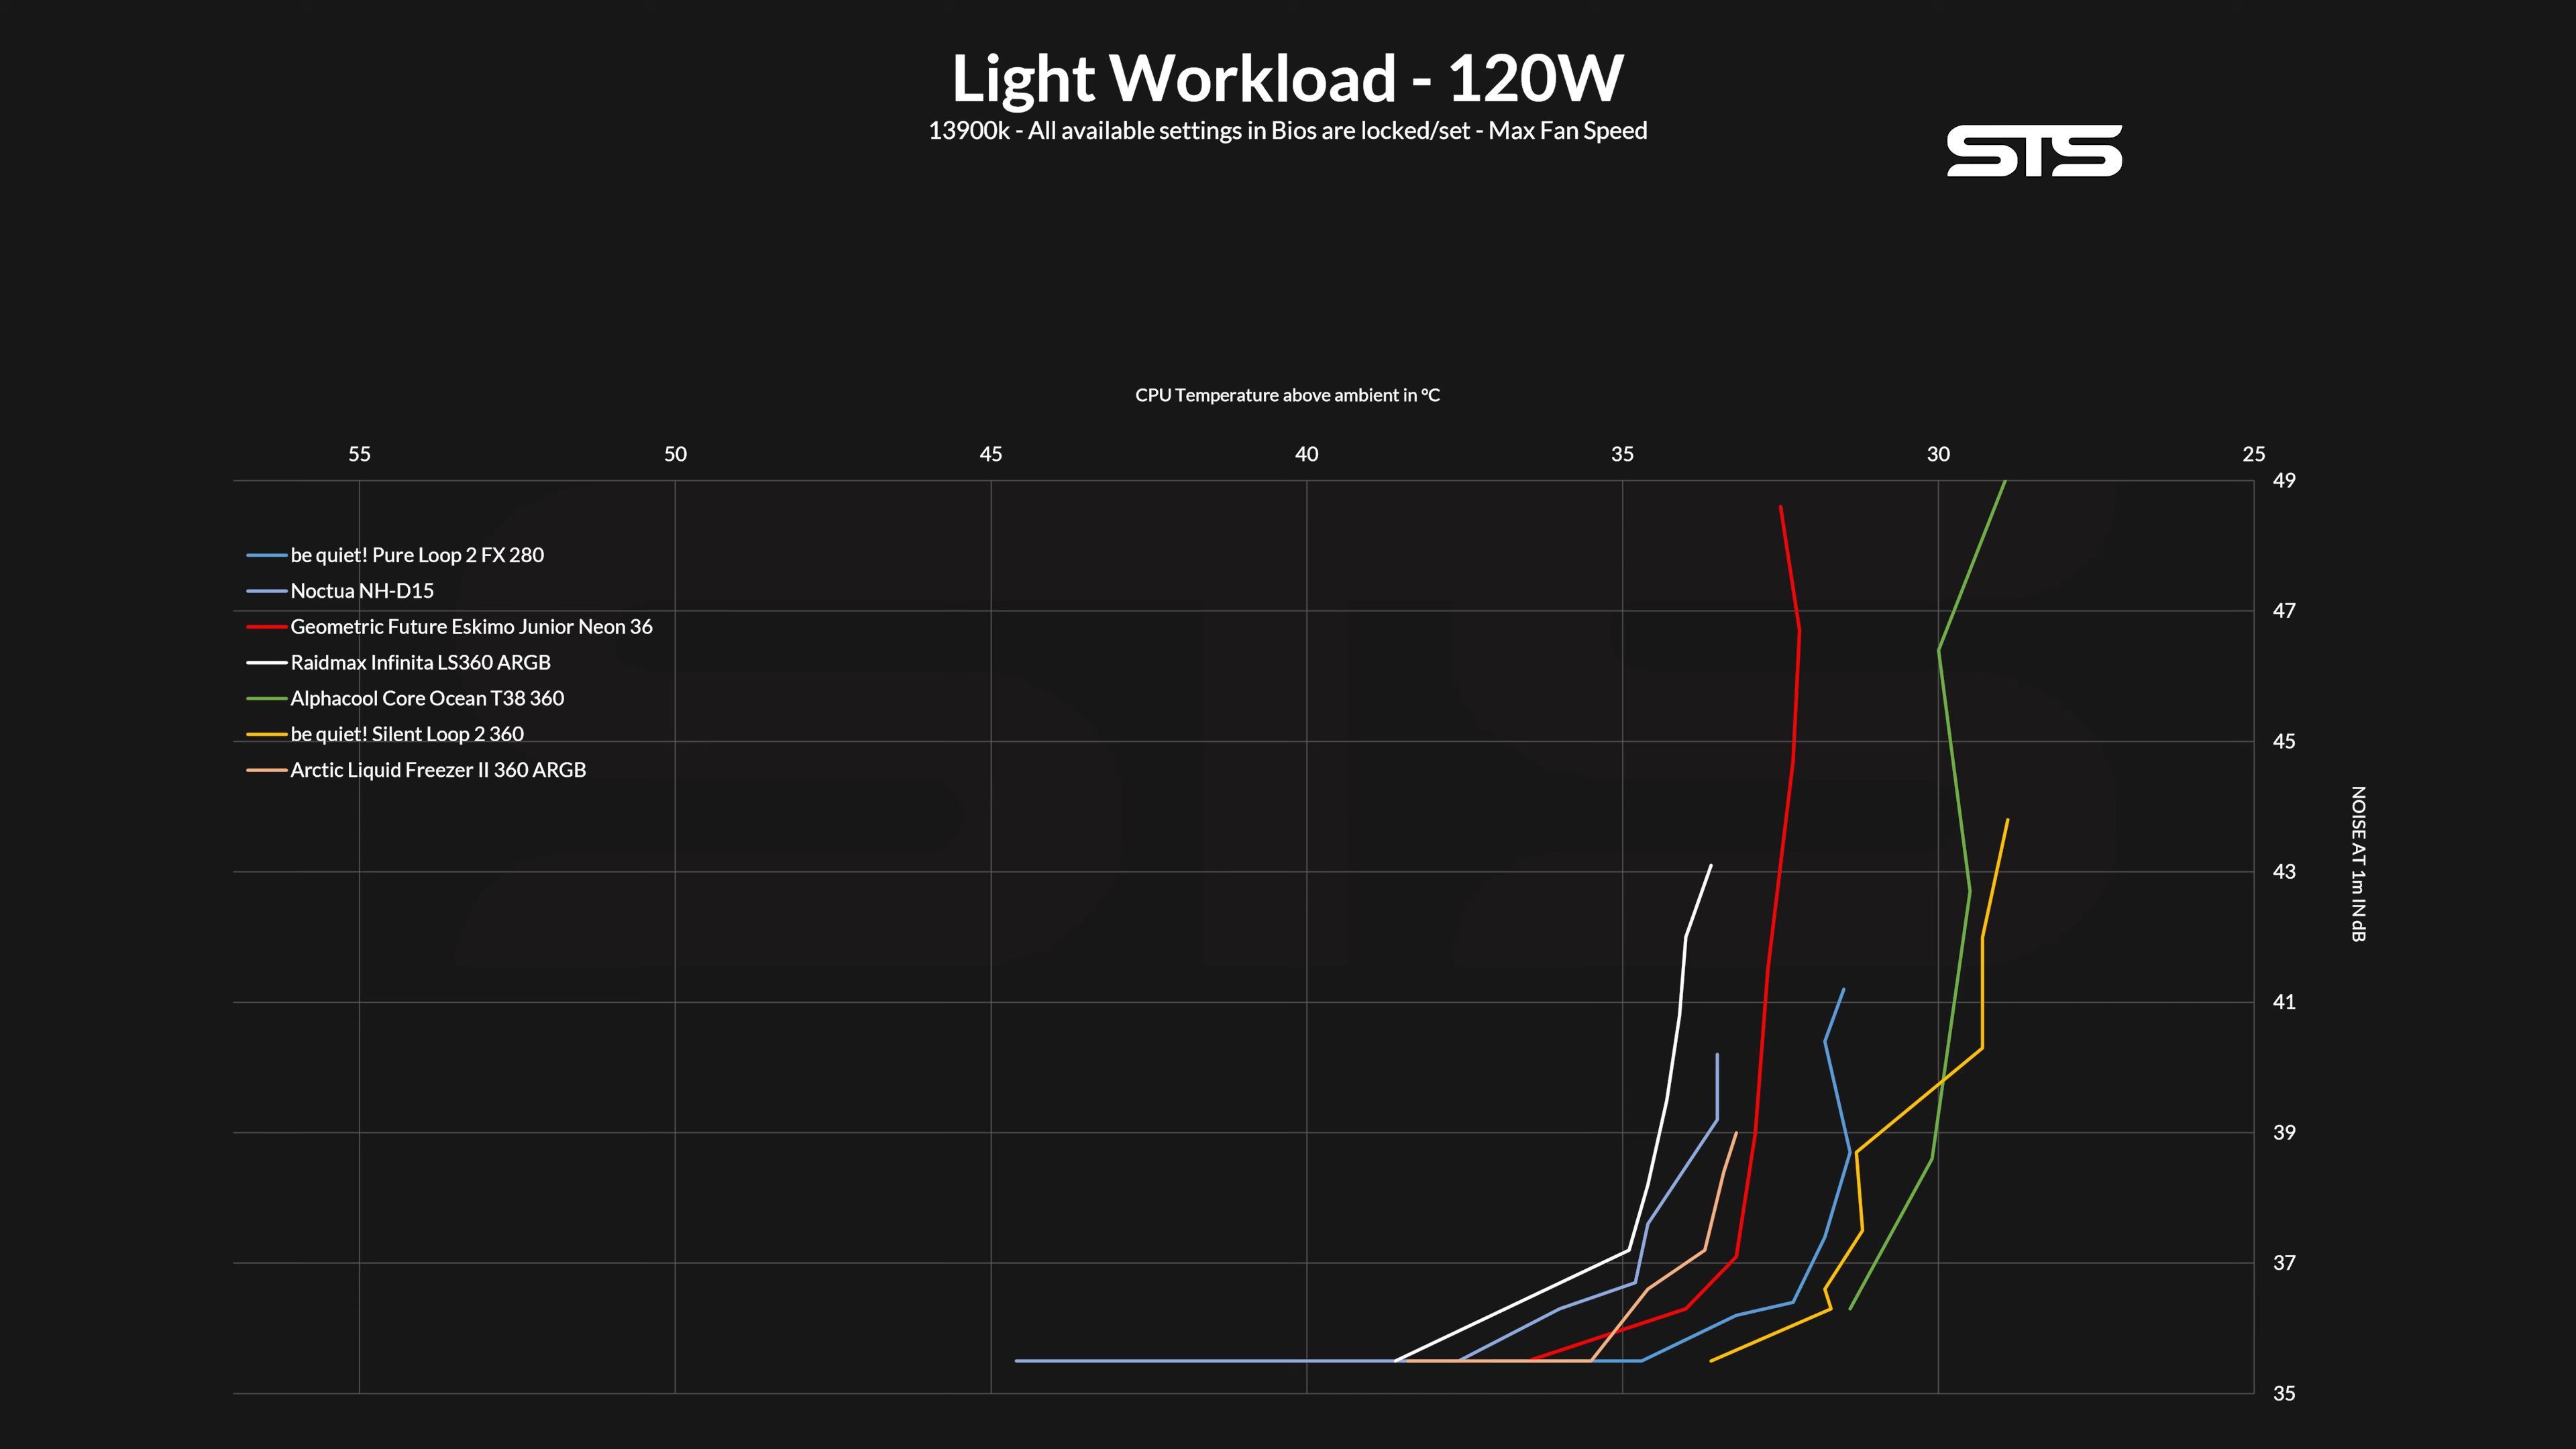 Light Workload - 120W
13900k - All available settings in Bios are locked/set - Max Fan Speed
STS
CPU Temperature above ambient in °C
55 50 45 40 35 30 25
49
47
45
43
41
39
37
35
be quiet! Pure Loop 2 FX 280
Noctua NH-D15
Geometric Future Eskimo Junior Neon 36
Raidmax Infinita LS360 ARGB
Alphacool Core Ocean T38 360
be quiet! Silent Loop 2 360
Arctic Liquid Freezer II 360 ARGB
NOISE AT 1m IN dB